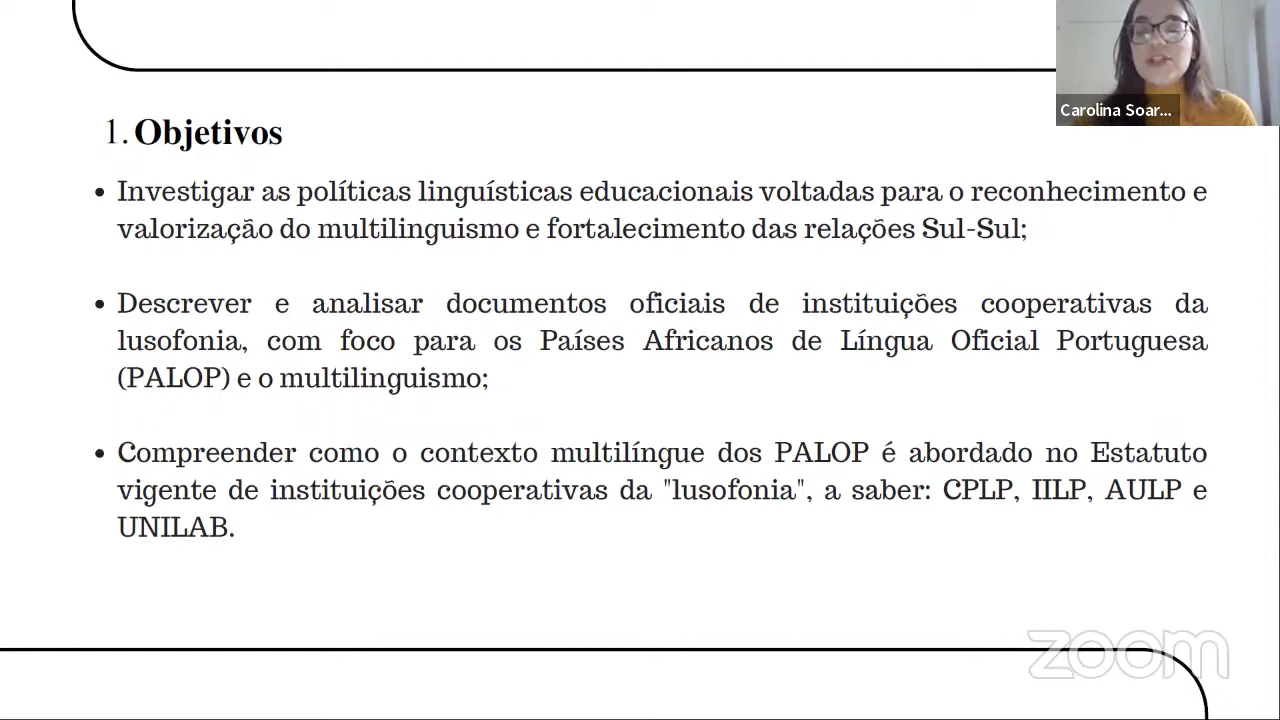 Carolina Soar...
1. Objetivos
• Investigar as políticas linguísticas educacionais voltadas para o reconhecimento e
valorização do multilinguismo e fortalecimento das relações Sul-Sul;
• Descrever e analisar documentos oficiais de instituições cooperativas da
lusofonia, com foco para os Países Africanos de Língua Oficial Portuguesa
(PALOP) e o multilinguismo;
• Compreender como o contexto multilíngue dos PALOP é abordado no Estatuto
vigente de instituições cooperativas da "lusofonia", a saber: CPLP, IILP, AULP e
UNILAB.
zoom